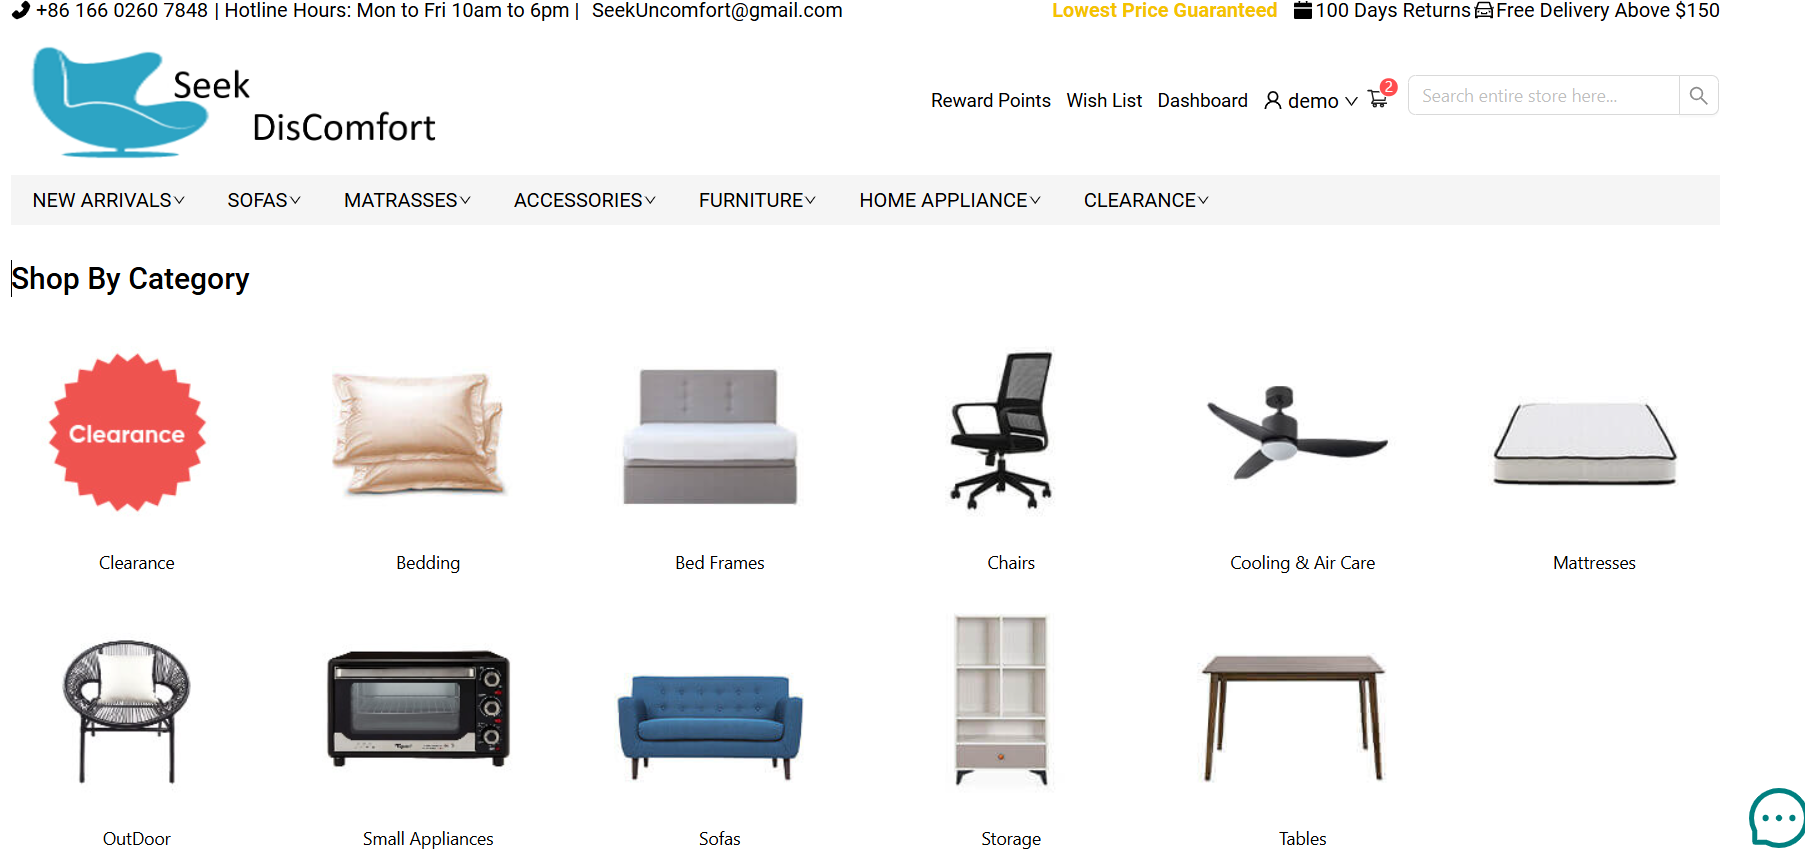 +86 166 0260 7848 | Hotline Hours: Mon to Fri 10am to 6pm | SeekUncomfort@gmail.com
Lowest Price Guaranteed 100 Days Returns Free Delivery Above $150
Seek
DisComfort
Reward Points Wish List Dashboard demo 2 Search entire store here...
NEW ARRIVALS SOFAS MATRASSES ACCESSORIES FURNITURE HOME APPLIANCE CLEARANCE
Shop By Category
Clearance
Clearance Bedding Bed Frames Chairs Cooling & Air Care Mattresses
OutDoor Small Appliances Sofas Storage Tables